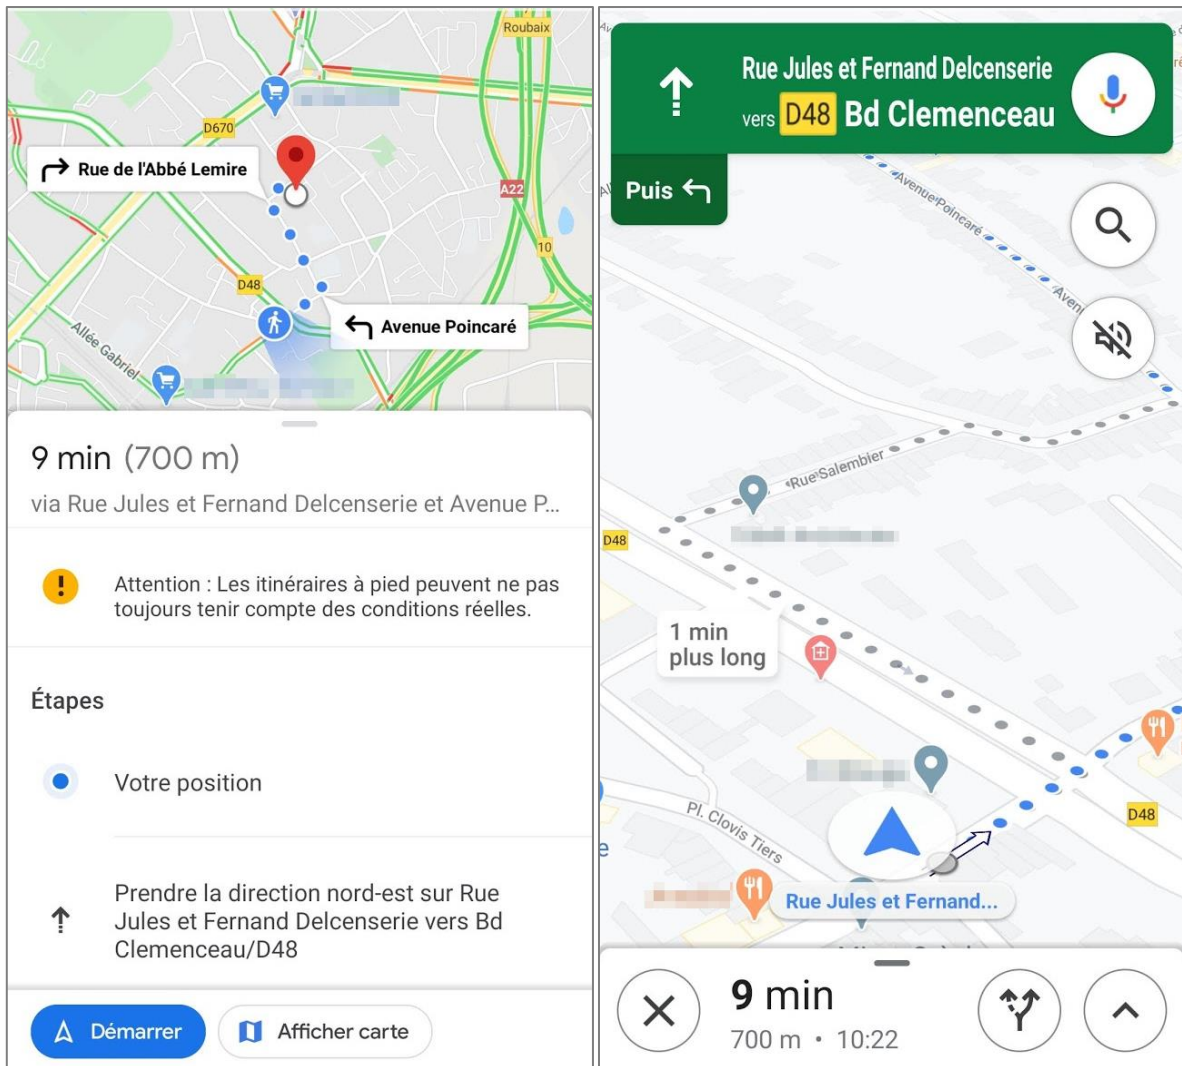 Roubaix
D670
Rue de l'Abbé Lemire
A22
10
D48
Avenue Poincaré
Allée Gabriel
9 min (700 m)
via Rue Jules et Fernand Delcenserie et Avenue P...
Attention : Les itinéraires à pied peuvent ne pas
toujours tenir compte des conditions réelles.
Étapes
Votre position
Prendre la direction nord-est sur Rue
Jules et Fernand Delcenserie vers Bd
Clemenceau/D48
Démarrer
Afficher carte
Rue Jules et Fernand Delcenserie
vers D48 Bd Clemenceau
Puis
Avenue Poincaré
Aven
Rue Salembier
D48
1 min
plus long
D48
Pl. Clovis Tiers
e
Rue Jules et Fernand...
9 min
700 m • 10:22